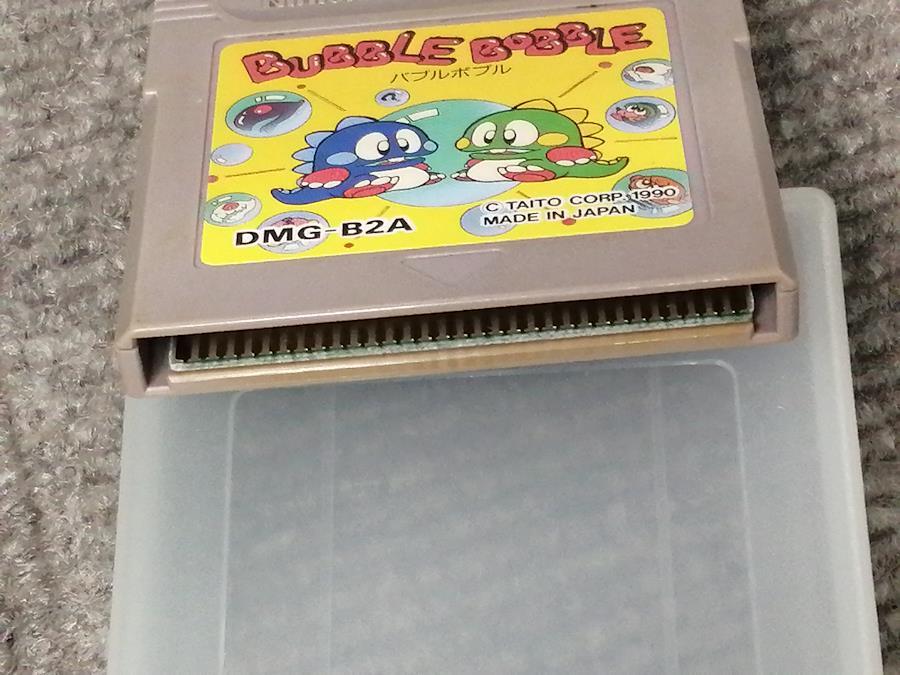 BUBBLE BOBBLE
バブルボブル
C TAITO CORP.1990
MADE IN JAPAN
DMG-B2A